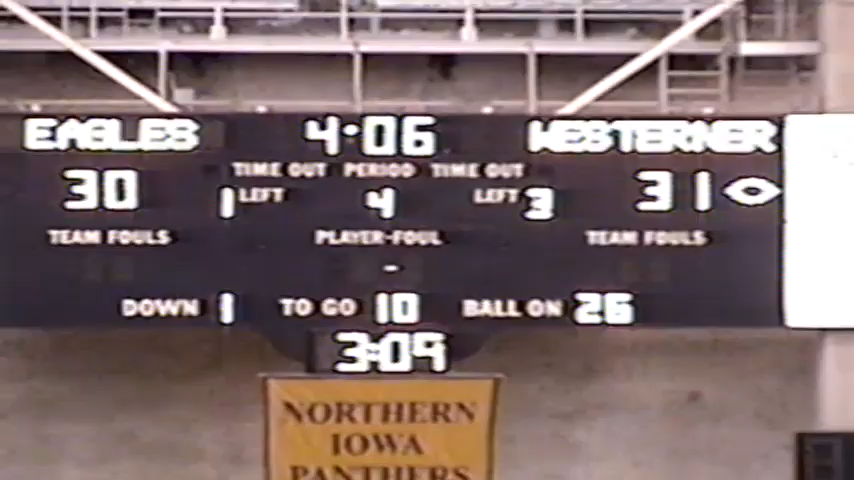 EAGLES 4:06 WESTERNER
TIME OUT PERIOD TIME OUT
30 1 LEFT 4 LEFT 3 31
TEAM FOULS PLAYER-FOUL TEAM FOULS
-
DOWN 1 TO GO 10 BALL ON 26
3:09
NORTHERN
IOWA
PANTHERS